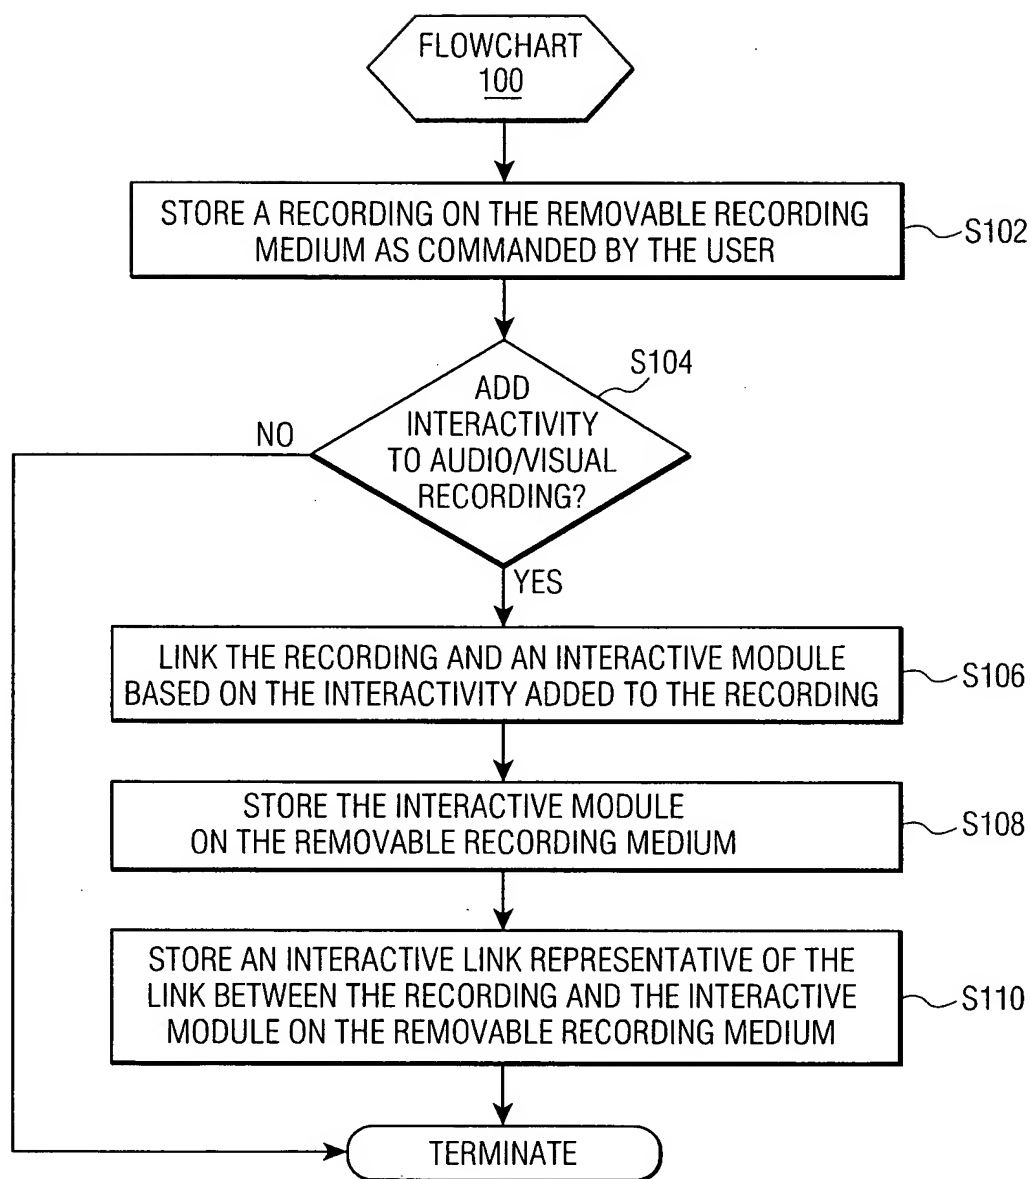 FLOWCHART
100
STORE A RECORDING ON THE REMOVABLE RECORDING
MEDIUM AS COMMANDED BY THE USER
S102
S104
ADD
INTERACTIVITY
TO AUDIO/VISUAL
RECORDING?
NO
YES
LINK THE RECORDING AND AN INTERACTIVE MODULE
BASED ON THE INTERACTIVITY ADDED TO THE RECORDING
S106
STORE THE INTERACTIVE MODULE
ON THE REMOVABLE RECORDING MEDIUM
S108
STORE AN INTERACTIVE LINK REPRESENTATIVE OF THE
LINK BETWEEN THE RECORDING AND THE INTERACTIVE
MODULE ON THE REMOVABLE RECORDING MEDIUM
S110
TERMINATE